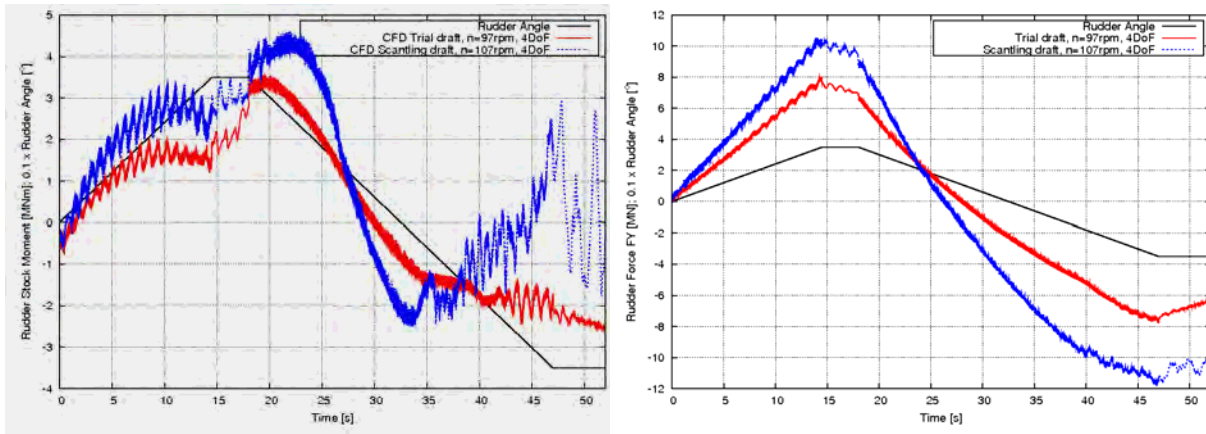 Rudder Angle
CFD Trial draft, n=97rpm, 4DoF
CFD Scantling draft, n=107rpm, 4DoF
Rudder Stock Moment [MNm]; 0.1 x Rudder Angle [°]
5
4
3
2
1
0
-1
-2
-3
-4
0 5 10 15 20 25 30 35 40 45 50
Time [s]
Rudder Angle
Trial draft, n=97rpm, 4DoF
Scantling draft, n=107rpm, 4DoF
Rudder Force FY [MN]; 0.1 x Rudder Angle [°]
12
10
8
6
4
2
0
-2
-4
-6
-8
-10
-12
0 5 10 15 20 25 30 35 40 45 50
Time [s]